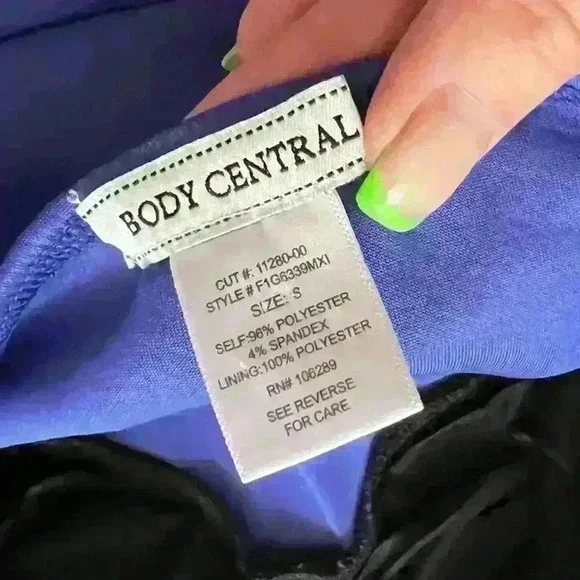 BODY CENTRAL
CUT #: 11280-00
STYLE # F1G6339MXI
SIZE: S
SELF:96% POLYESTER
4% SPANDEX
LINING:100% POLYESTER
RN# 106289
SEE REVERSE
FOR CARE